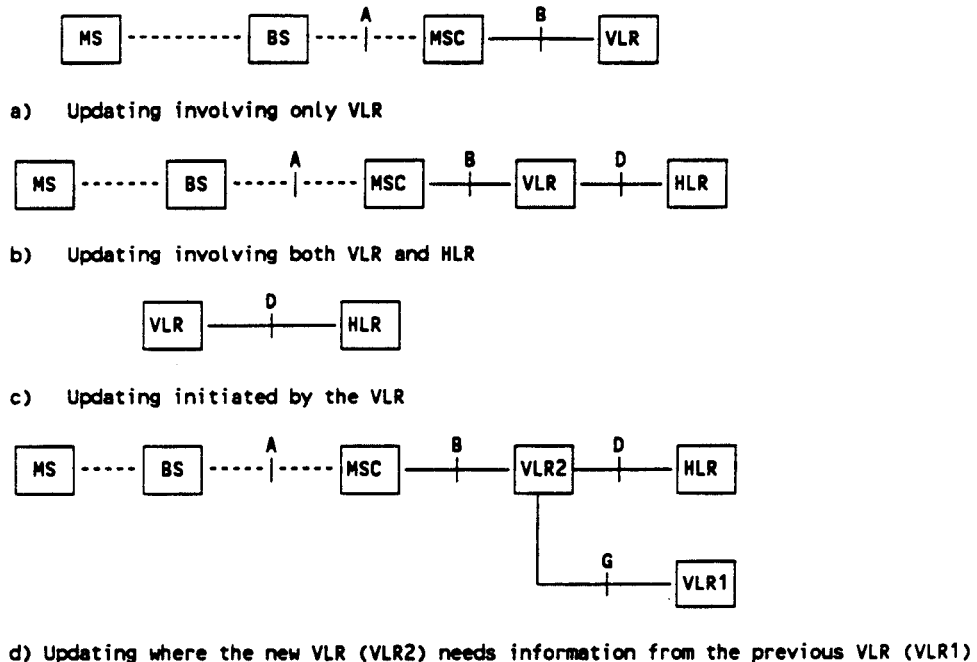 A B
MS BS MSC VLR
a) Updating involving only VLR
A B D
MS BS MSC VLR HLR
b) Updating involving both VLR and HLR
D
VLR HLR
c) Updating initiated by the VLR
A B D
MS BS MSC VLR2 HLR
G
VLR1
d) Updating where the new VLR (VLR2) needs information from the previous VLR (VLR1)